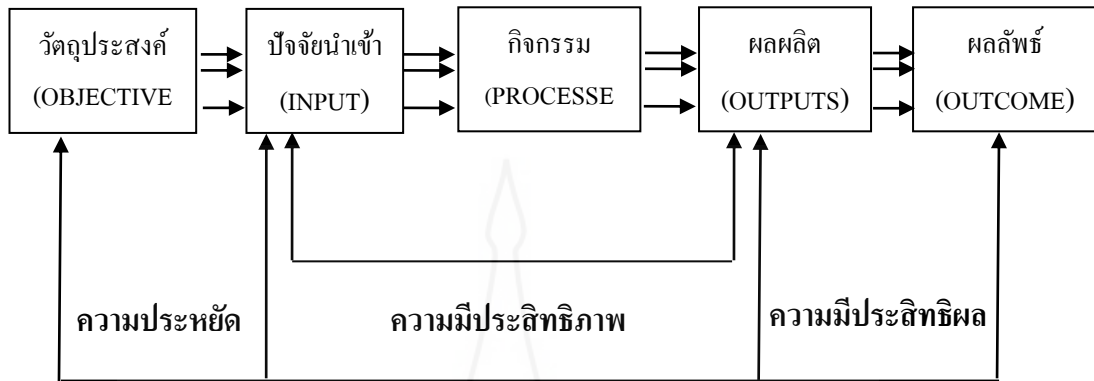 วัตถุประสงค์
(OBJECTIVE
ปัจจัยนำเข้า
(INPUT)
กิจกรรม
(PROCESSE
ผลผลิต
(OUTPUTS)
ผลลัพธ์
(OUTCOME)
ความประหยัด
ความมีประสิทธิภาพ
ความมีประสิทธิผล